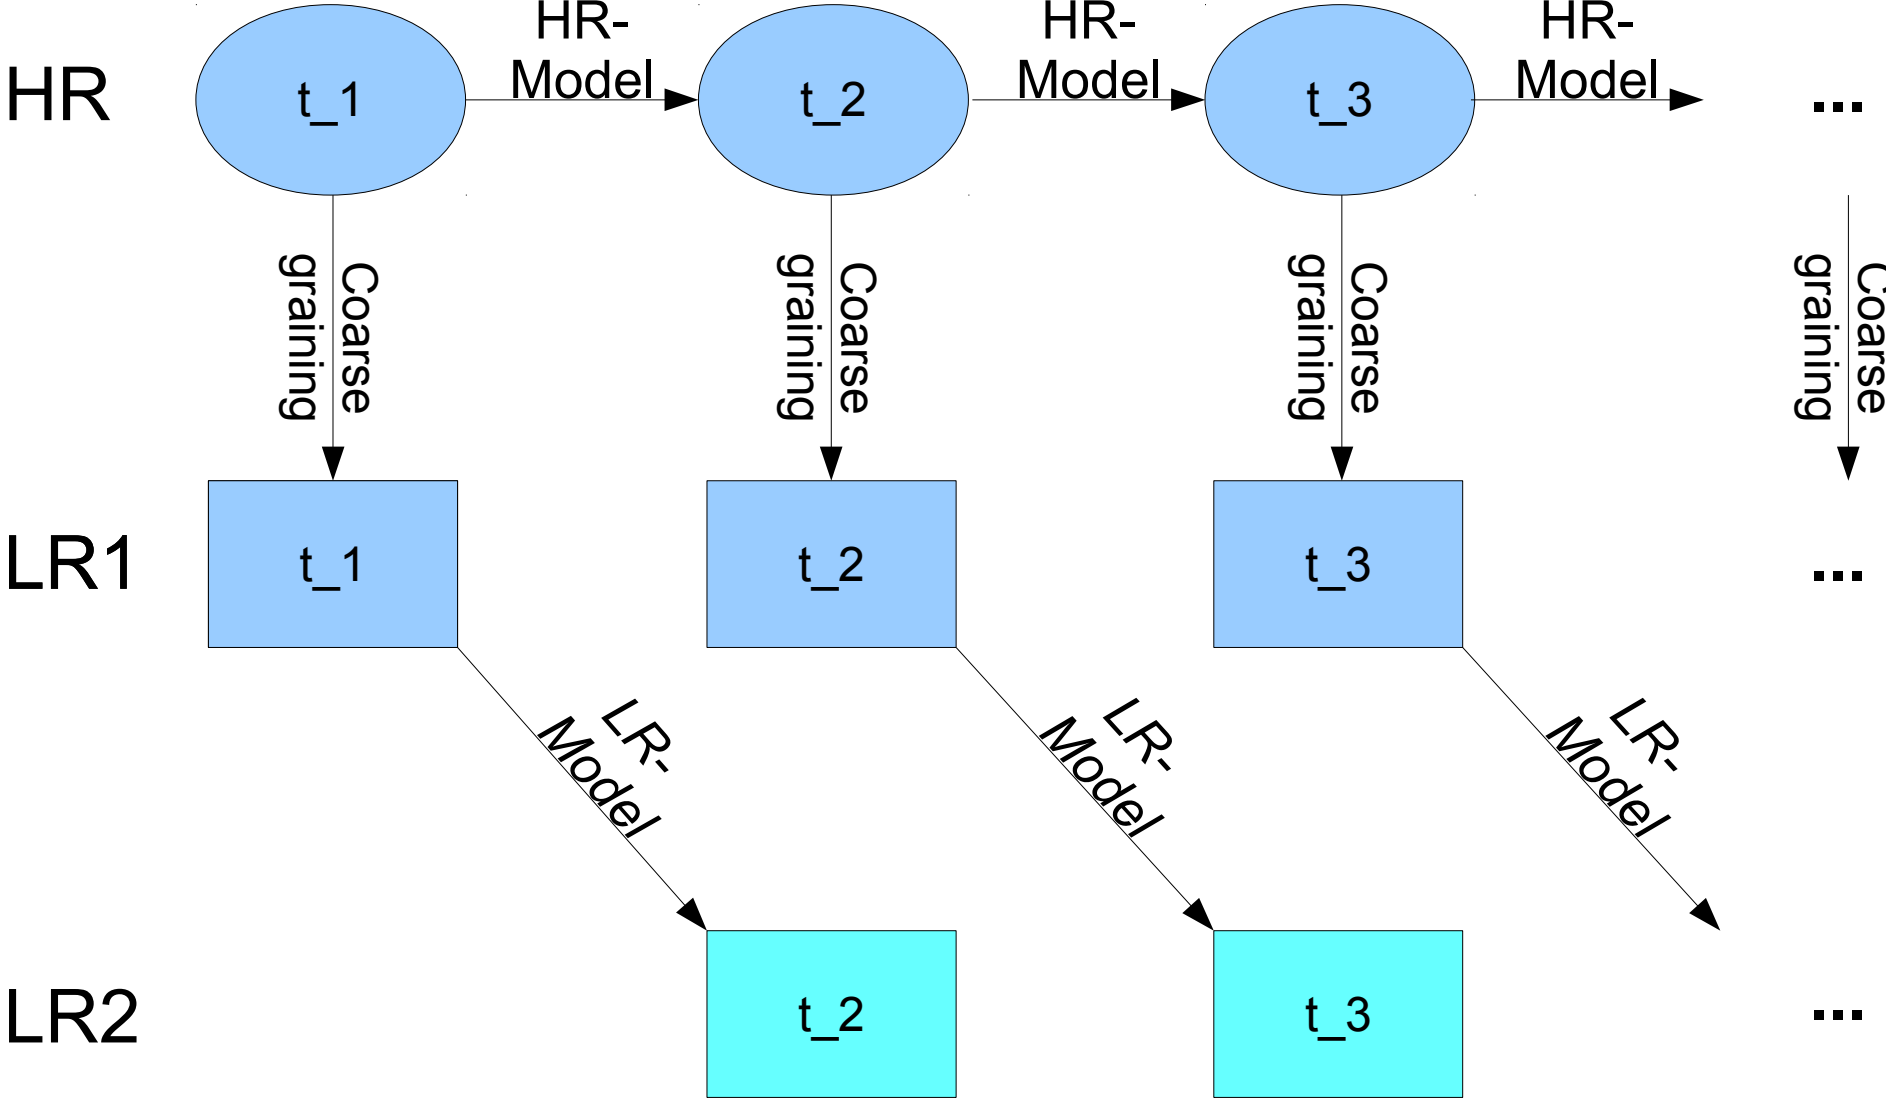 HR-
Model
HR-
Model
HR-
Model
HR
t_1
t_2
t_3
...
Coarse
graining
Coarse
graining
Coarse
graining
Coarse
graining
LR1
t_1
t_2
t_3
...
LR-
Model
LR-
Model
LR-
Model
LR2
t_2
t_3
...